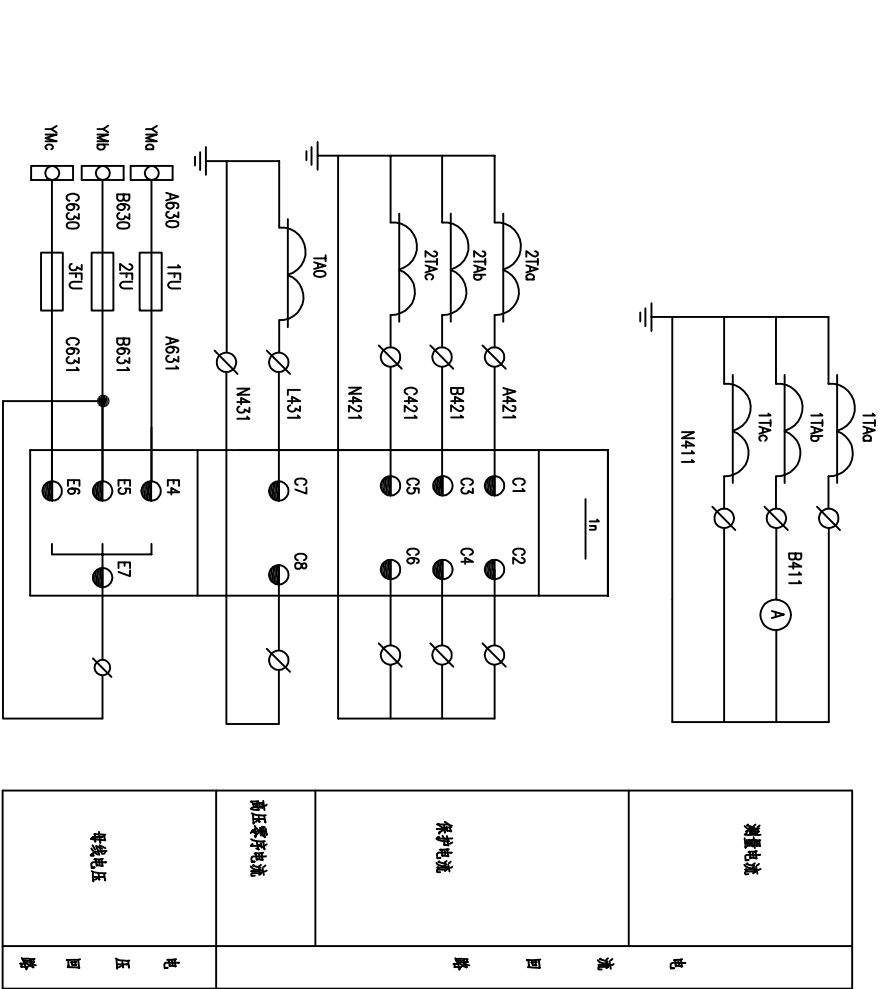 1TAa
1TAb
1TAc
B411
A
N411
测量电流
1n
2TAa
A421
C1
C2
2TAb
B421
C3
C4
2TAc
C421
C5
C6
N421
保护电流
TA0
L431
C7
C8
N431
高压零序电流
电流回路
YMa
A630
1FU
A631
E4
YMb
B630
2FU
B631
E5
E7
YMc
C630
3FU
C631
E6
母线电压
电压回路